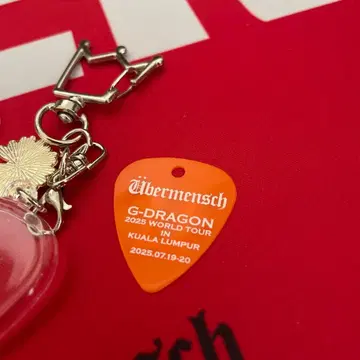 Übermensch
G-DRAGON
2025 WORLD TOUR
IN
KUALA LUMPUR
2025.07.19-20